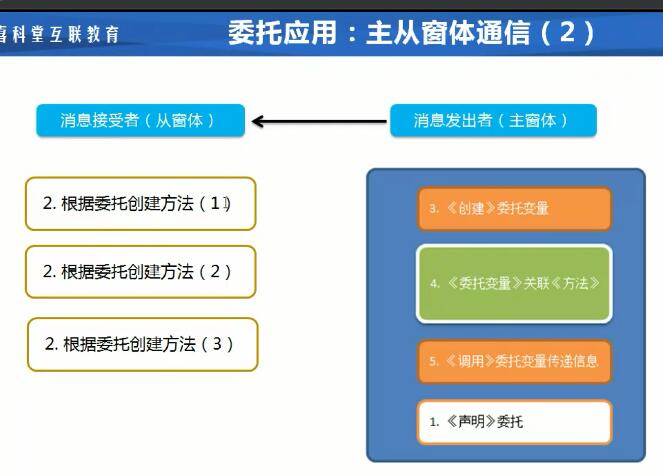 喜科堂互联教育
委托应用：主从窗体通信（2）
消息接受者（从窗体）
消息发出者（主窗体）
2. 根据委托创建方法（1）
2. 根据委托创建方法（2）
2. 根据委托创建方法（3）
3. 《创建》委托变量
4. 《委托变量》关联《方法》
5. 《调用》委托变量传递信息
1. 《声明》委托